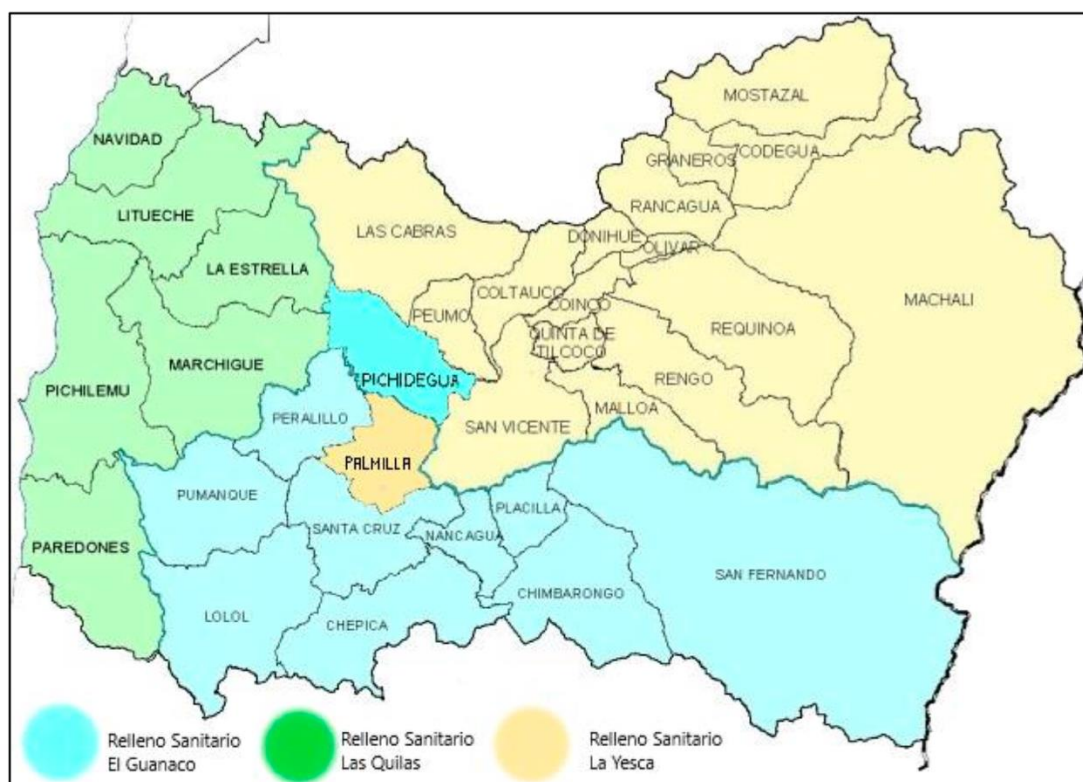 MOSTAZAL
NAVIDAD
CODEGUA
GRANEROS
RANCAGUA
LITUECHE
LAS CABRAS
DONIHUE
OLIVAR
LA ESTRELLA
COLTAUCO
MACHALI
COINCO
PEUMO
REQUINOA
QUINTA DE
TILCOCO
MARCHIGUE
PICHIDEGUA
RENGO
PICHILEMU
MALLOA
PERALILLO
SAN VICENTE
PALMILLA
PUMANQUE
PLACILLA
SANTA CRUZ
NANCAGUA
PAREDONES
SAN FERNANDO
CHIMBARONGO
LOLOL
CHEPICA
Relleno Sanitario
El Guanaco
Relleno Sanitario
Las Quilas
Relleno Sanitario
La Yesca